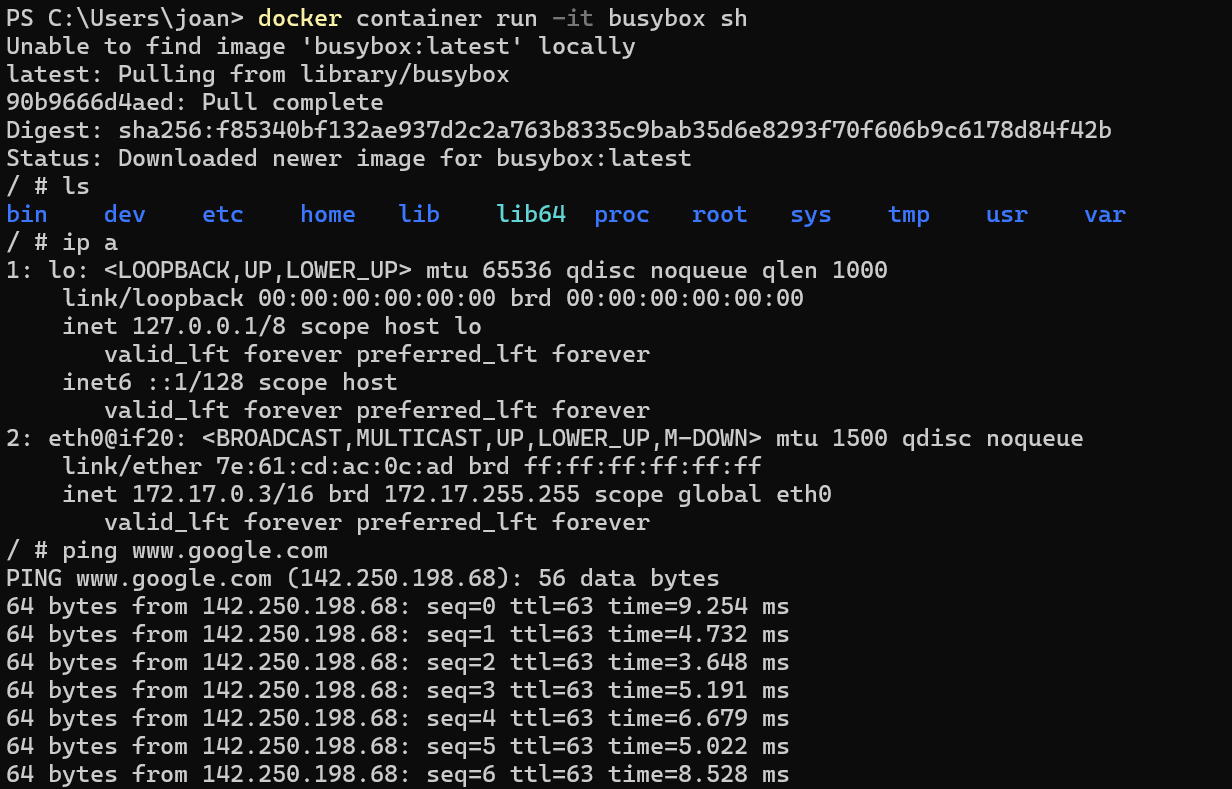 PS C:\Users\joan> docker container run -it busybox sh
Unable to find image 'busybox:latest' locally
latest: Pulling from library/busybox
90b9666d4aed: Pull complete
Digest: sha256:f85340bf132ae937d2c2a763b8335c9bab35d6e8293f70f606b9c6178d84f42b
Status: Downloaded newer image for busybox:latest
/ # ls
bin    dev    etc    home   lib    lib64  proc   root   sys    tmp    usr    var
/ # ip a
1: lo: <LOOPBACK,UP,LOWER_UP> mtu 65536 qdisc noqueue qlen 1000
    link/loopback 00:00:00:00:00:00 brd 00:00:00:00:00:00
    inet 127.0.0.1/8 scope host lo
       valid_lft forever preferred_lft forever
    inet6 ::1/128 scope host
       valid_lft forever preferred_lft forever
2: eth0@if20: <BROADCAST,MULTICAST,UP,LOWER_UP,M-DOWN> mtu 1500 qdisc noqueue
    link/ether 7e:61:cd:ac:0c:ad brd ff:ff:ff:ff:ff:ff
    inet 172.17.0.3/16 brd 172.17.255.255 scope global eth0
       valid_lft forever preferred_lft forever
/ # ping www.google.com
PING www.google.com (142.250.198.68): 56 data bytes
64 bytes from 142.250.198.68: seq=0 ttl=63 time=9.254 ms
64 bytes from 142.250.198.68: seq=1 ttl=63 time=4.732 ms
64 bytes from 142.250.198.68: seq=2 ttl=63 time=3.648 ms
64 bytes from 142.250.198.68: seq=3 ttl=63 time=5.191 ms
64 bytes from 142.250.198.68: seq=4 ttl=63 time=6.679 ms
64 bytes from 142.250.198.68: seq=5 ttl=63 time=5.022 ms
64 bytes from 142.250.198.68: seq=6 ttl=63 time=8.528 ms